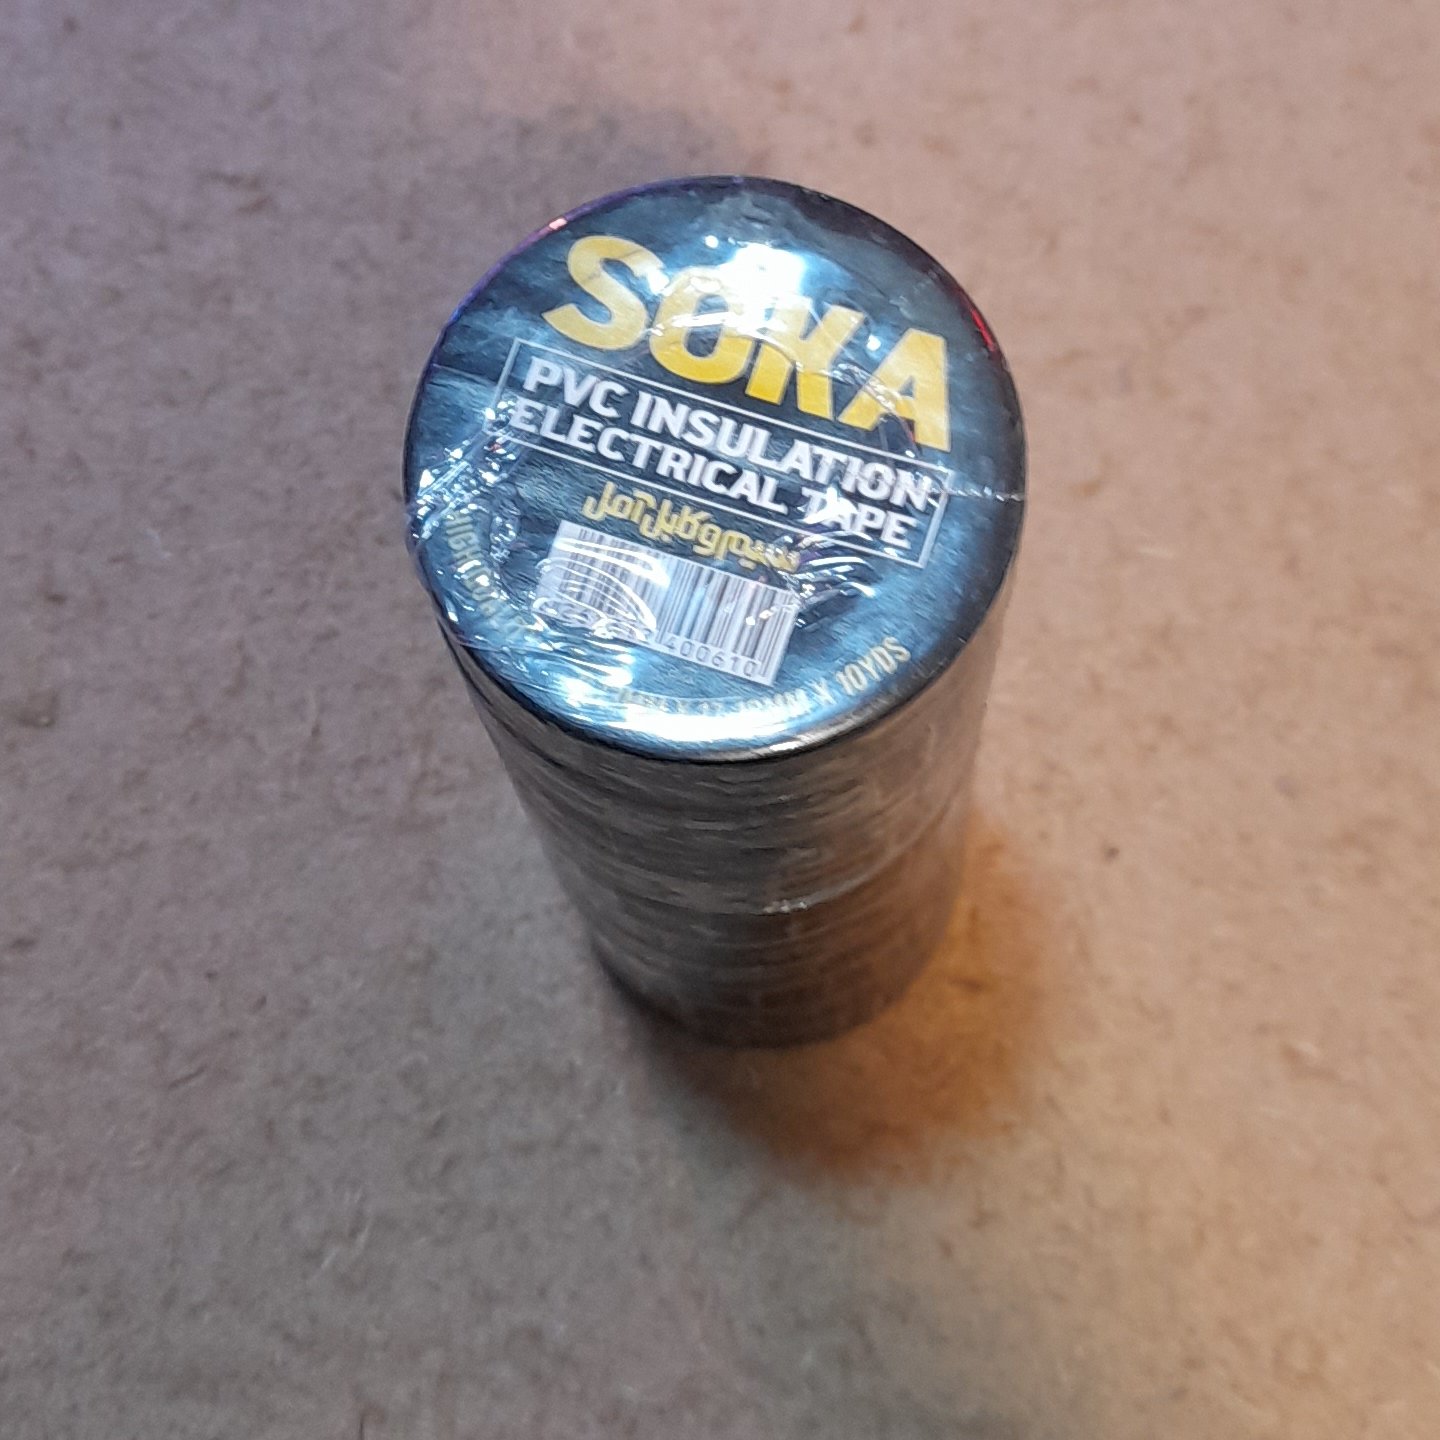 SOKA
PVC INSULATION
ELECTRICAL TAPE
سیم و کابل آمل
400610
X 10YDS